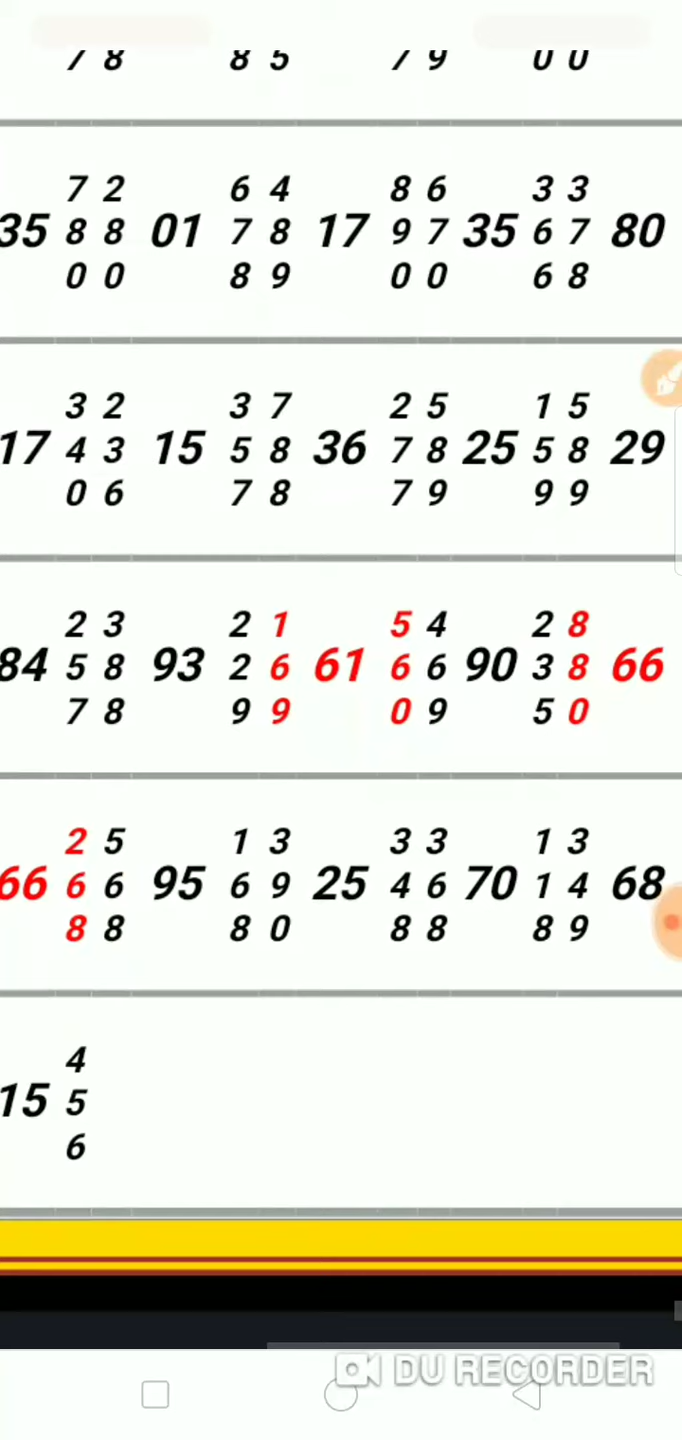 7 8 8 5 7 9 0 0
7 2 6 4 8 6 3 3
35 8 8 01 7 8 17 9 7 35 6 7 80
0 0 8 9 0 0 6 8
3 2 3 7 2 5 1 5
17 4 3 15 5 8 36 7 8 25 5 8 29
0 6 7 8 7 9 9 9
2 3 2 1 5 4 2 8
84 5 8 93 2 6 61 6 6 90 3 8 66
7 8 9 9 0 9 5 0
2 5 1 3 3 3 1 3
66 6 6 95 6 9 25 4 6 70 1 4 68
8 8 8 0 8 8 8 9
4
15 5
6
DU RECORDER